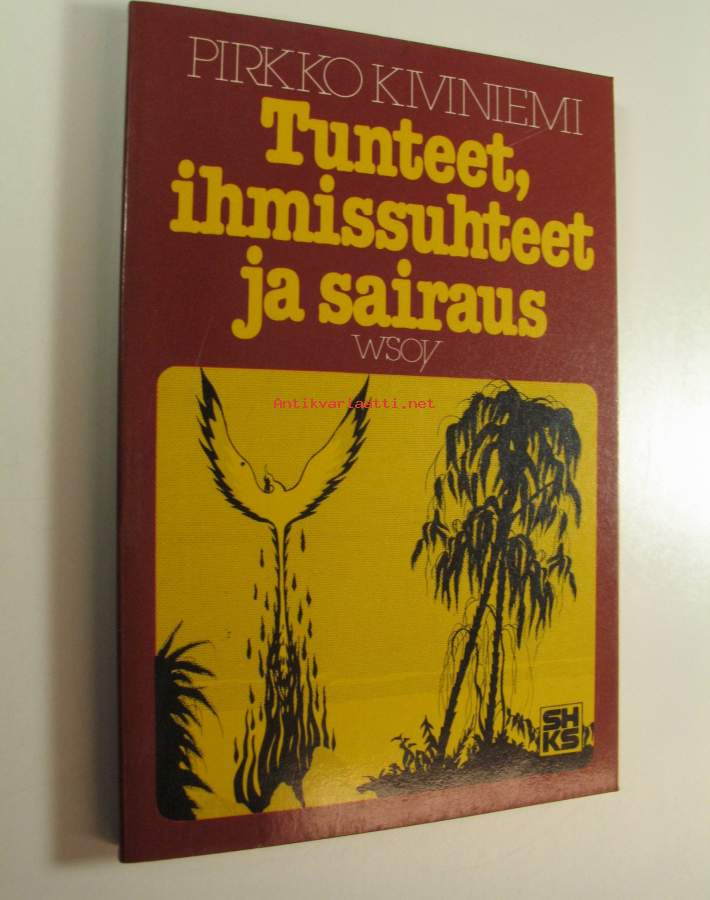 PIRKKO KIVINIEMI
Tunteet,
ihmissuhteet
ja sairaus
WSOY
Antikvariaatti.net
SH
KS